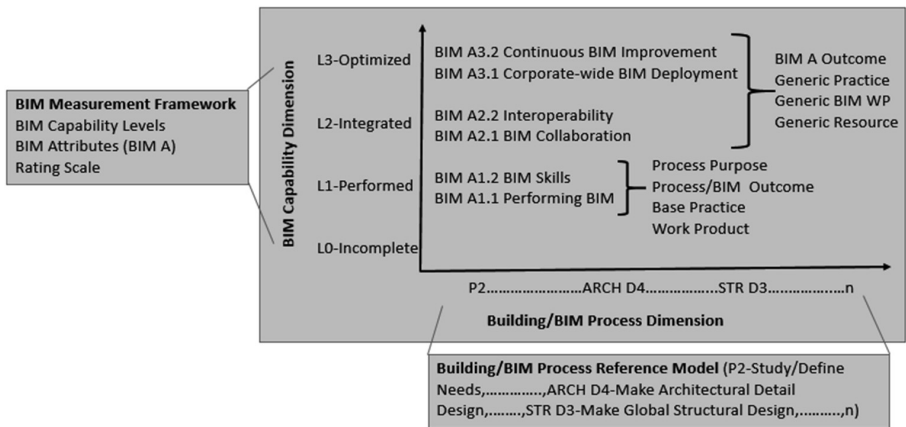 BIM Measurement Framework
BIM Capability Levels
BIM Attributes (BIM A)
Rating Scale
BIM Capability Dimension
L3-Optimized
L2-Integrated
L1-Performed
L0-Incomplete
BIM A3.2 Continuous BIM Improvement
BIM A3.1 Corporate-wide BIM Deployment
BIM A2.2 Interoperability
BIM A2.1 BIM Collaboration
BIM A1.2 BIM Skills
BIM A1.1 Performing BIM
BIM A Outcome
Generic Practice
Generic BIM WP
Generic Resource
Process Purpose
Process/BIM Outcome
Base Practice
Work Product
P2........................ARCH D4..................STR D3...................n
Building/BIM Process Dimension
Building/BIM Process Reference Model (P2-Study/Define
Needs,..............,ARCH D4-Make Architectural Detail
Design,........,STR D3-Make Global Structural Design,..........,n)